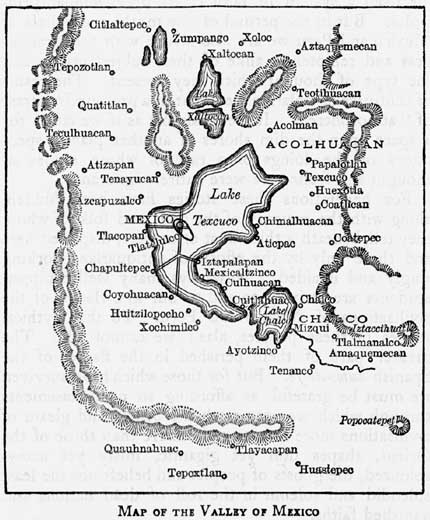 Citlaltepec
Zumpango
Xoloc
Xaltocan
Aztaquemecan
Tepozotlan
Lake
Xaltocan
Teotihuacan
Quatitlan
Acolman
Teculhuacan
ACOLHUACAN
Atizapan
Papalotlan
Tenayucan
Texcuco
Azcapuzalco
Lake
Huexotla
Coatlican
MEXICO
Texcuco
Chimalhuacan
Tlacopan
Tlatelulco
Coatepec
Aticpac
Chapultepec
Iztapalapan
Mexicaltzinco
Culhuacan
Coyohuacan
Cuitlahuac
Chalco
Huitzilopocho
Lake
Chalco
CHALCO
Xochimilco
Mizqui
Iztaccihuatl
Tlalmanalco
Ayotzinco
Amaquemecan
Tenanco
Popocatepetl
Quauhnahuac
Tlayacapan
Tepoxtlan
Huastepec
MAP OF THE VALLEY OF MEXICO